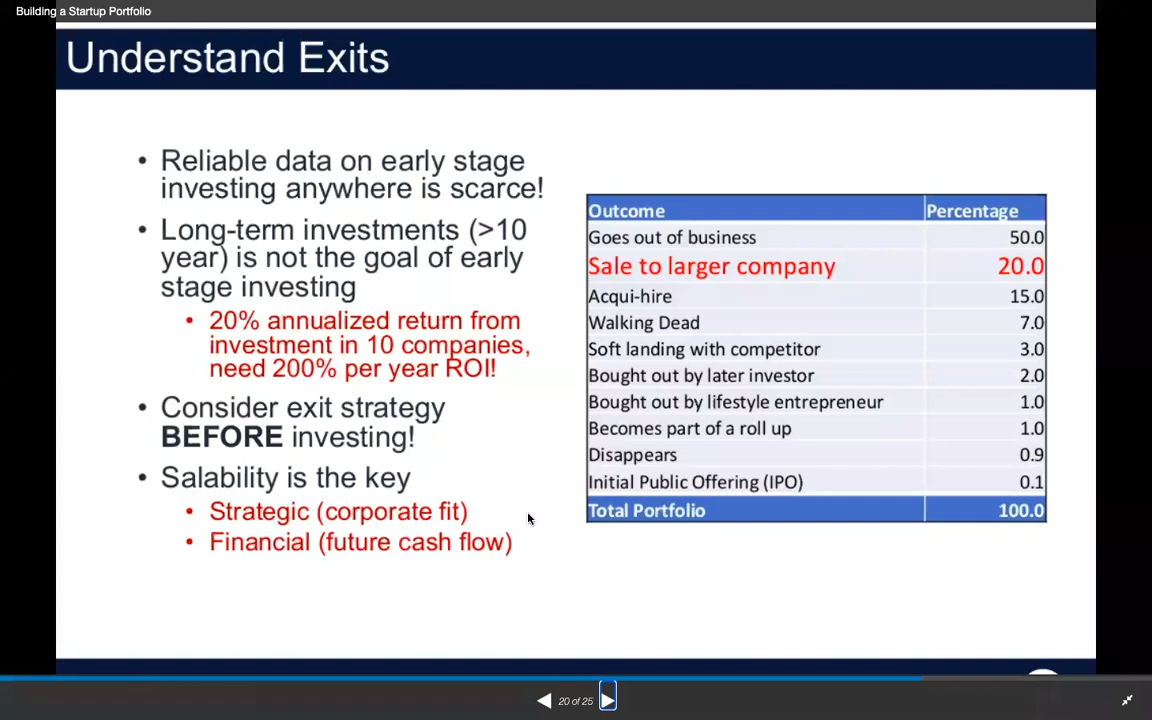 Building a Startup Portfolio
Understand Exits
• Reliable data on early stage
investing anywhere is scarce!
• Long-term investments (>10
year) is not the goal of early
stage investing
• 20% annualized return from
investment in 10 companies,
need 200% per year ROI!
• Consider exit strategy
BEFORE investing!
• Salability is the key
• Strategic (corporate fit)
• Financial (future cash flow)
Outcome Percentage
Goes out of business 50.0
Sale to larger company 20.0
Acqui-hire 15.0
Walking Dead 7.0
Soft landing with competitor 3.0
Bought out by later investor 2.0
Bought out by lifestyle entrepreneur 1.0
Becomes part of a roll up 1.0
Disappears 0.9
Initial Public Offering (IPO) 0.1
Total Portfolio 100.0
20 of 25